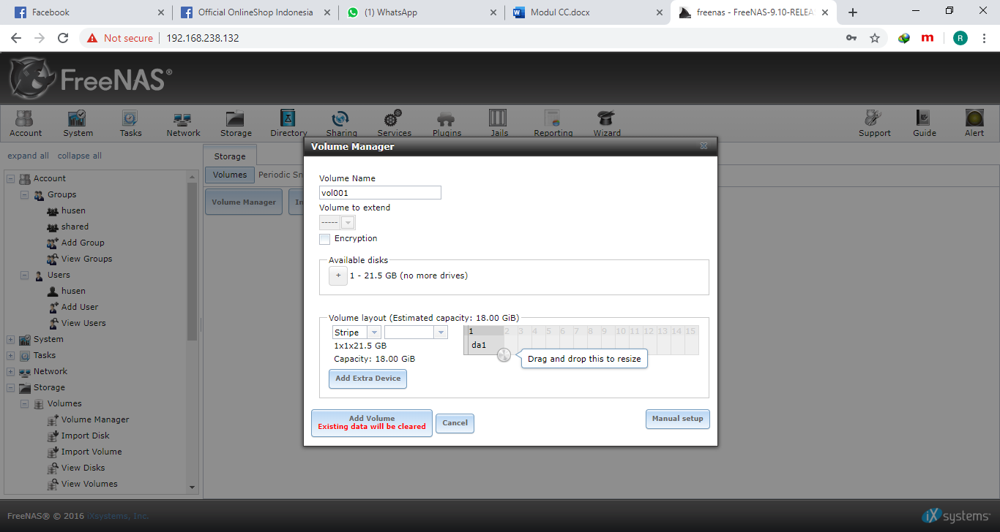 Facebook
Official OnlineShop Indonesia
(1) WhatsApp
Modul CC.docx
freenas - FreeNAS-9.10-RELEA
Not secure
192.168.238.132
m
R
FreeNAS®
Account
System
Tasks
Network
Storage
Directory
Sharing
Services
Plugins
Jails
Reporting
Wizard
Support
Guide
Alert
expand all
collapse all
Account
Groups
husen
shared
Add Group
View Groups
Users
husen
Add User
View Users
System
Tasks
Network
Storage
Volumes
Volume Manager
Import Disk
Import Volume
View Disks
View Volumes
Storage
Volumes
Periodic Sn
Volume Manager
Volume Manager
Volume Name
vol001
Volume to extend
-----
Encryption
Available disks
+ 1 - 21.5 GB (no more drives)
Volume layout (Estimated capacity: 18.00 GiB)
Stripe
1 2 3 4 5 6 7 8 9 10 11 12 13 14 15
da1
1x1x21.5 GB
Capacity: 18.00 GiB
Drag and drop this to resize
Add Extra Device
Add Volume
Existing data will be cleared
Cancel
Manual setup
FreeNAS® © 2016 iXsystems, Inc.
iXsystems